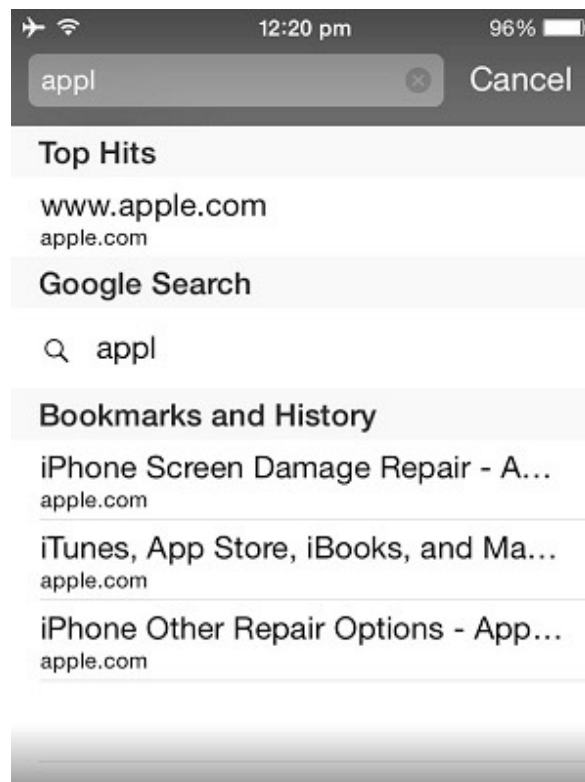 12:20 pm 96%
appl Cancel
Top Hits
www.apple.com
apple.com
Google Search
appl
Bookmarks and History
iPhone Screen Damage Repair - A...
apple.com
iTunes, App Store, iBooks, and Ma...
apple.com
iPhone Other Repair Options - App...
apple.com